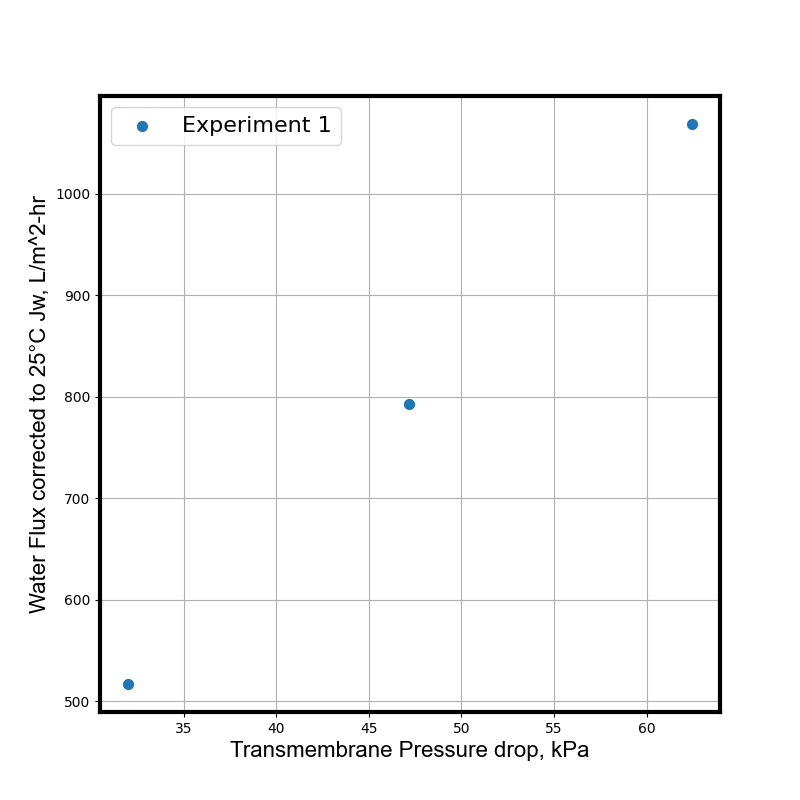 Experiment 1
Water Flux corrected to 25°C Jw, L/m^2-hr
1000
900
800
700
600
500
35 40 45 50 55 60
Transmembrane Pressure drop, kPa